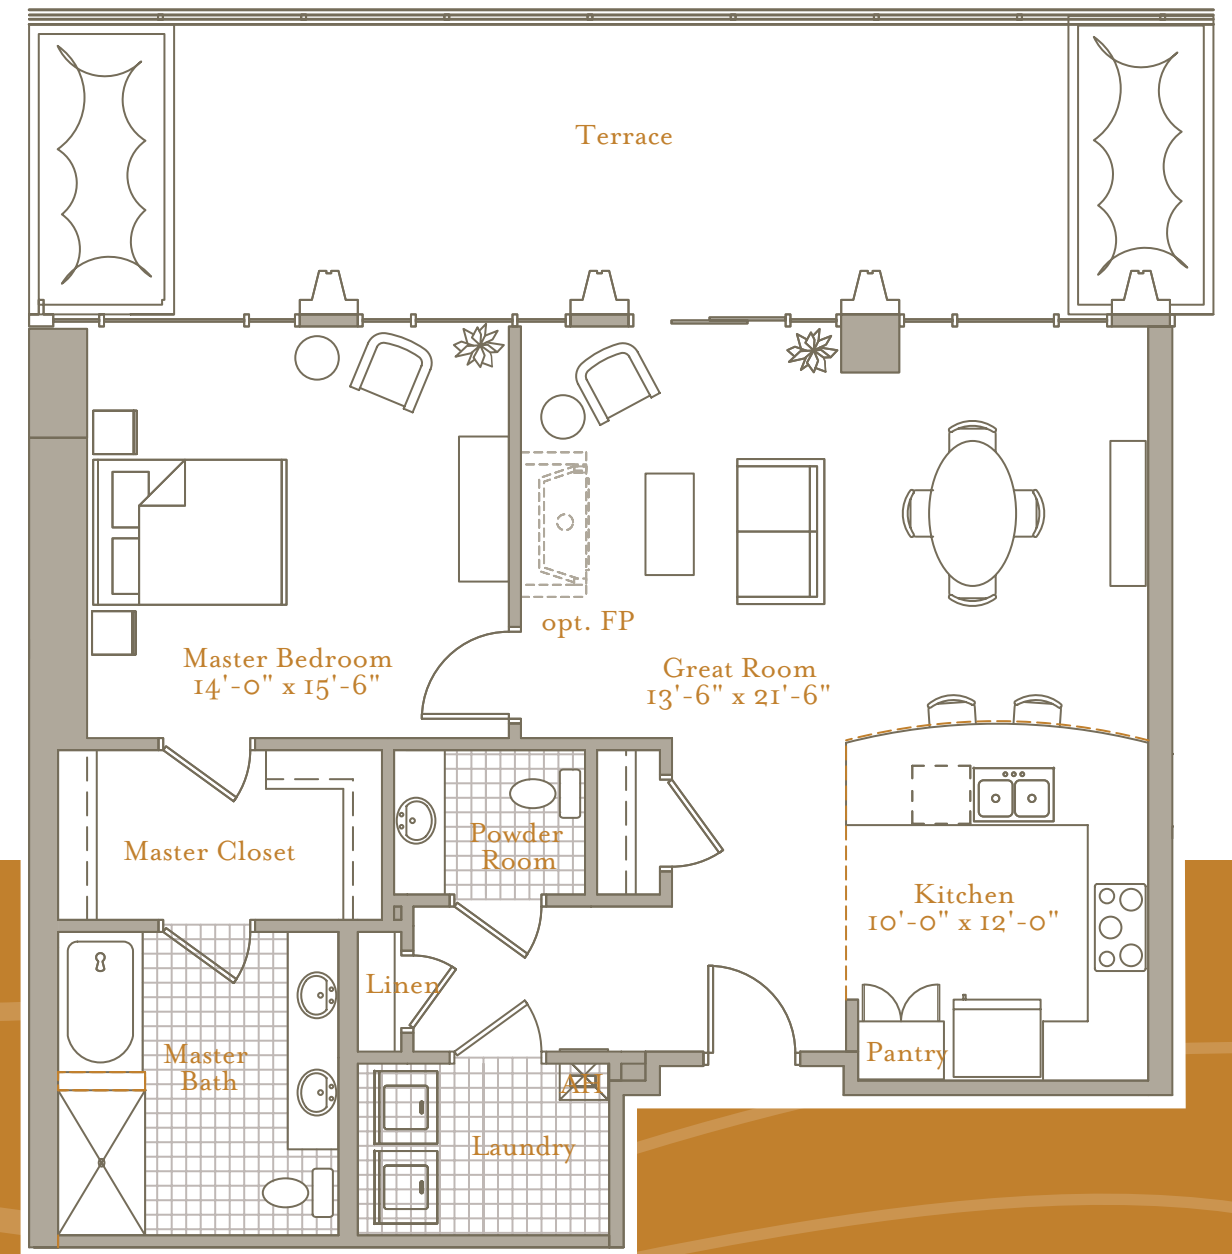 Terrace
opt. FP
Master Bedroom
14'-0" x 15'-6"
Great Room
13'-6" x 21'-6"
Master Closet
Powder
Room
Kitchen
10'-0" x 12'-0"
Linen
Master
Bath
Pantry
AH
Laundry